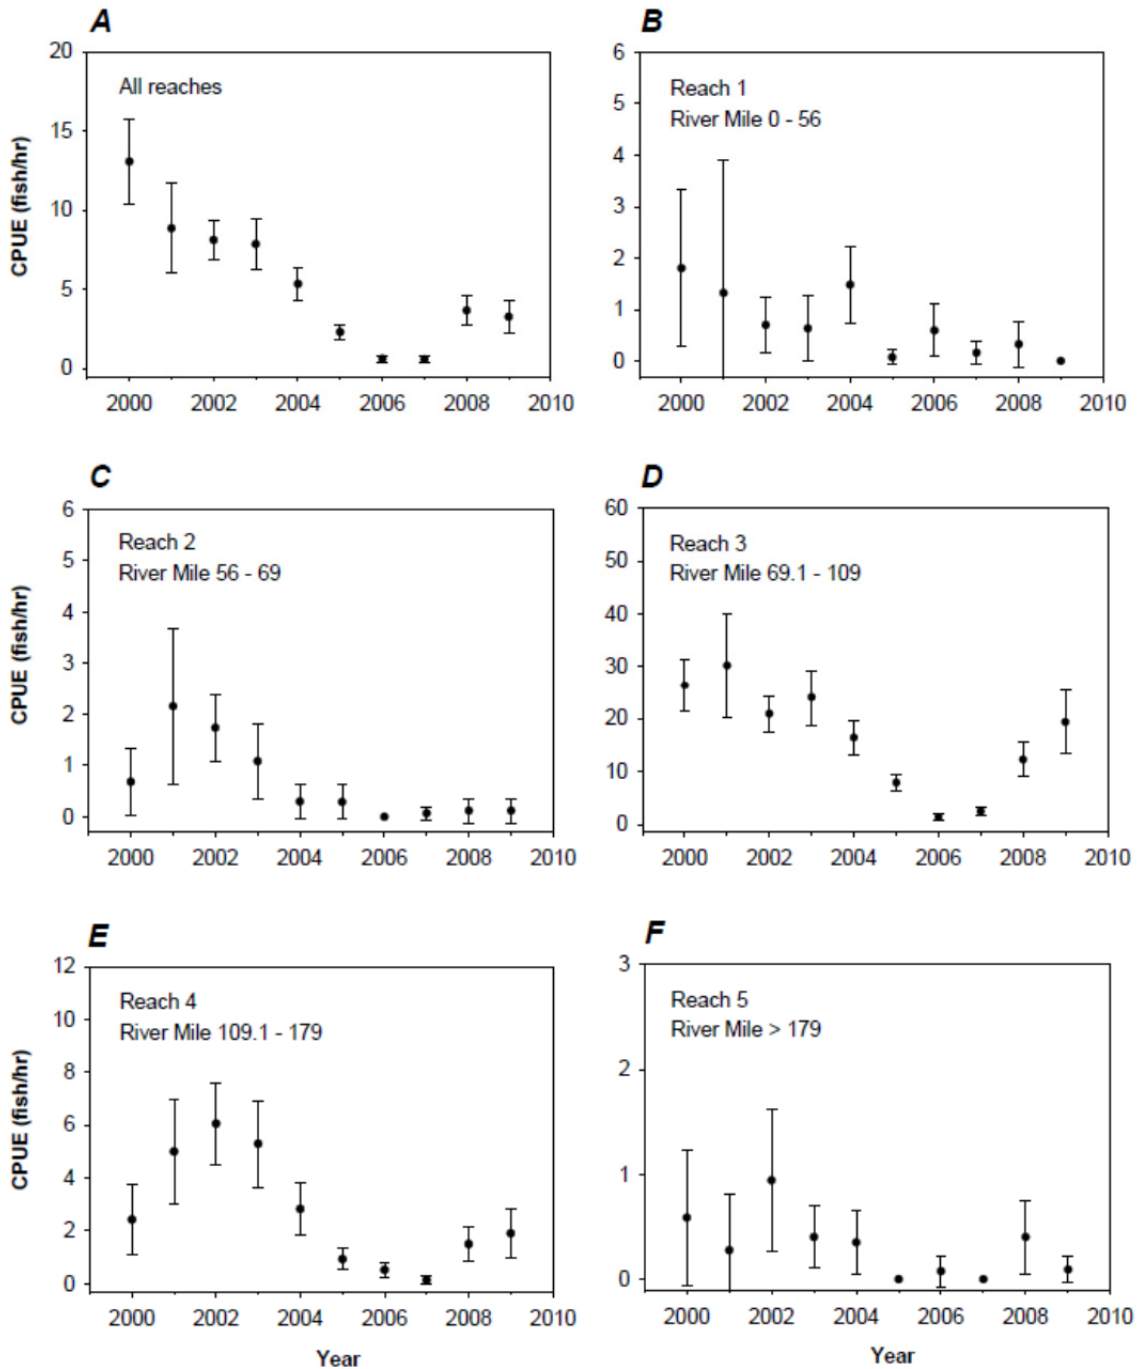 A
B
20
15
10
5
0
CPUE (fish/hr)
All reaches
2000 2002 2004 2006 2008 2010
6
5
4
3
2
1
0
Reach 1
River Mile 0 - 56
2000 2002 2004 2006 2008 2010
C
D
6
5
4
3
2
1
0
CPUE (fish/hr)
Reach 2
River Mile 56 - 69
2000 2002 2004 2006 2008 2010
60
50
40
30
20
10
0
Reach 3
River Mile 69.1 - 109
2000 2002 2004 2006 2008 2010
E
F
12
10
8
6
4
2
0
CPUE (fish/hr)
Reach 4
River Mile 109.1 - 179
2000 2002 2004 2006 2008 2010
Year
3
2
1
0
Reach 5
River Mile > 179
2000 2002 2004 2006 2008 2010
Year